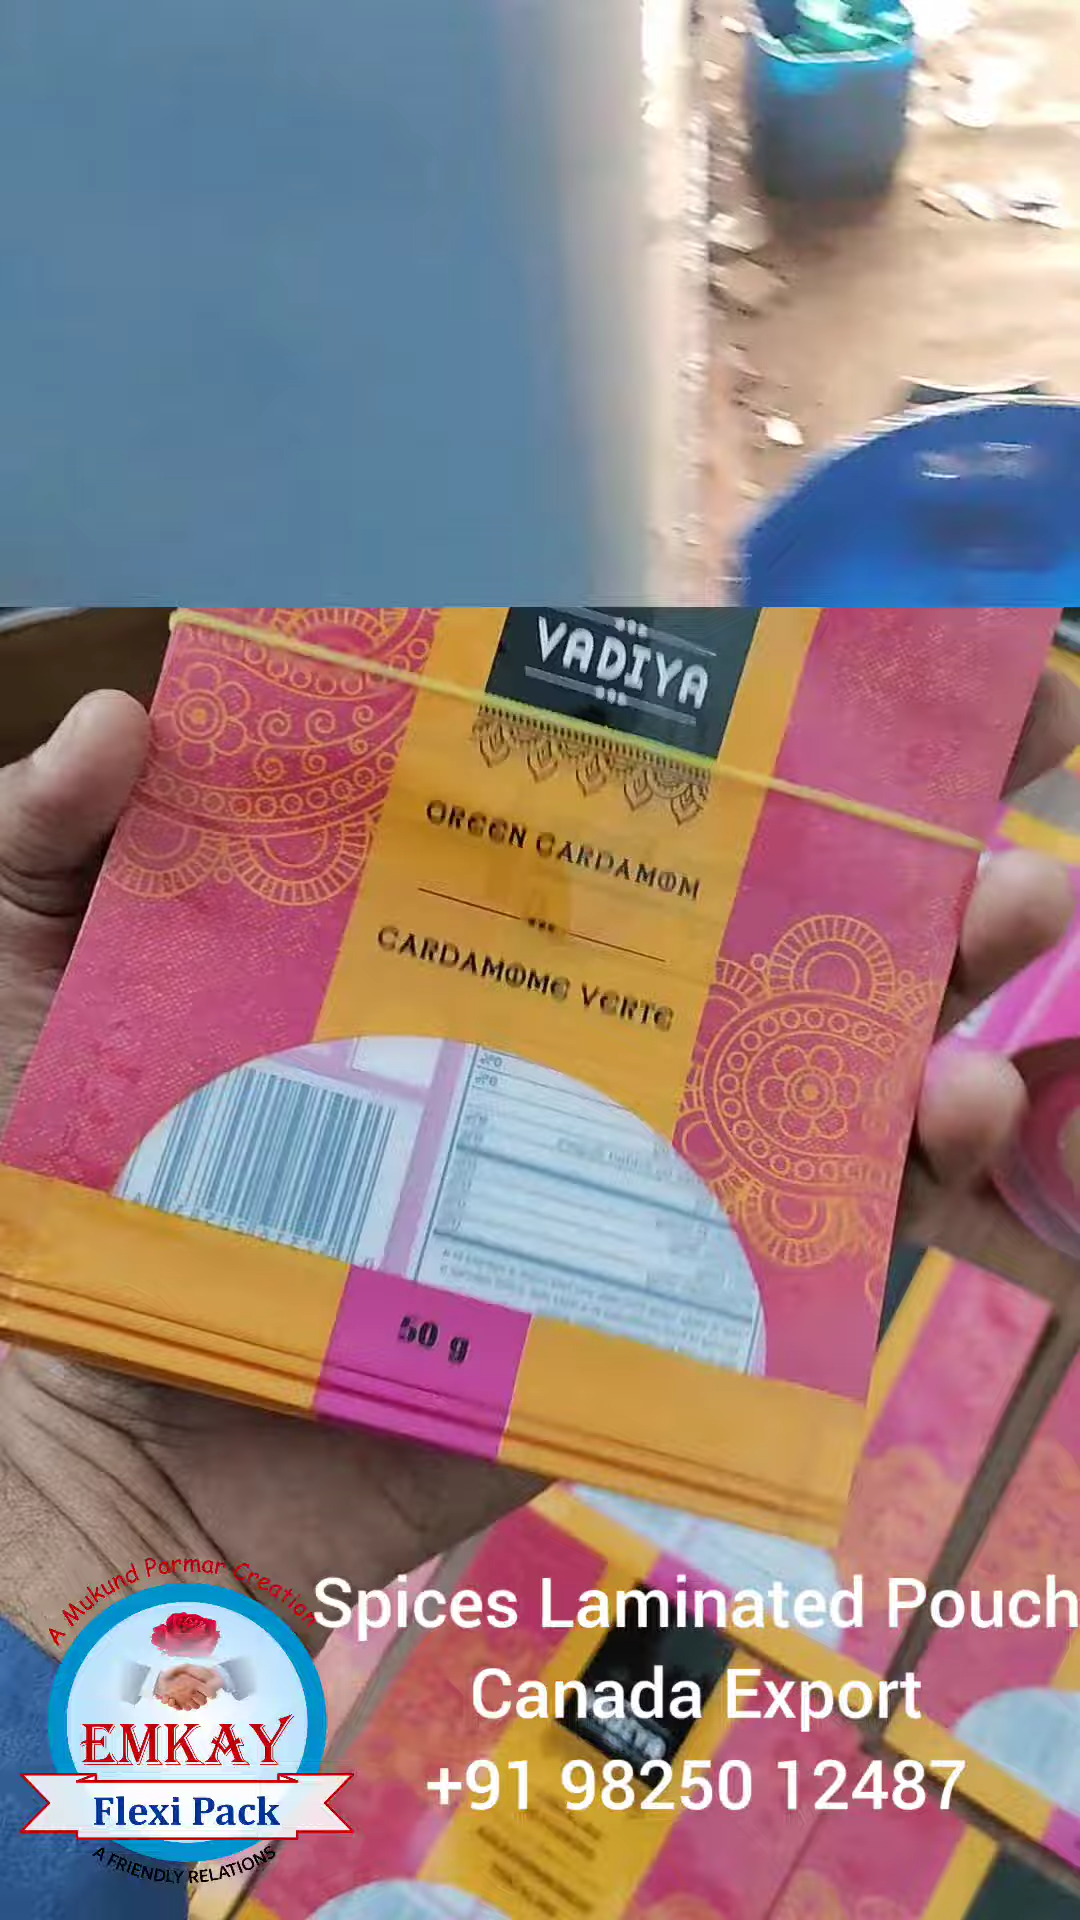 VADIYA
GREEN CARDAMOM
CARDAMOME VERTE
50 g
A Mukund Parmar Creation
EMKAY
Flexi Pack
A FRIENDLY RELATIONS
Spices Laminated Pouch
Canada Export
+91 98250 12487